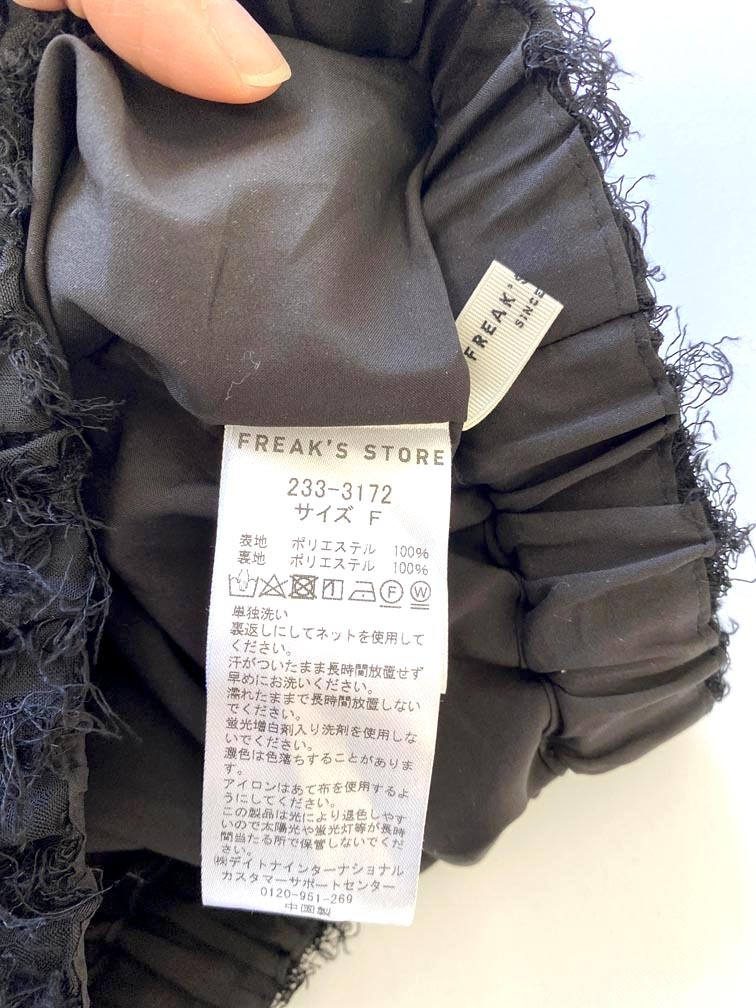 FREAK'S
SINCE
FREAK'S STORE
233-3172
サイズ F
表地 ポリエステル 100%
裏地 ポリエステル 100%
F W
単独洗い
裏返しにしてネットを使用して
ください。
汗がついたまま長時間放置せず
早めにお洗いください。
濡れたままで長時間放置しない
でください。
蛍光増白剤入り洗剤を使用しな
いでください。
濃色は色落ちすることがありま
す。
アイロンはあて布を使用するよ
うにしてください。
この製品は光により退色しやす
いので太陽光や蛍光灯等が長時
間当たる所で保管しないでくだ
さい。
㈱デイトナインターナショナル
カスタマーサポートセンター
0120-951-269
中国製